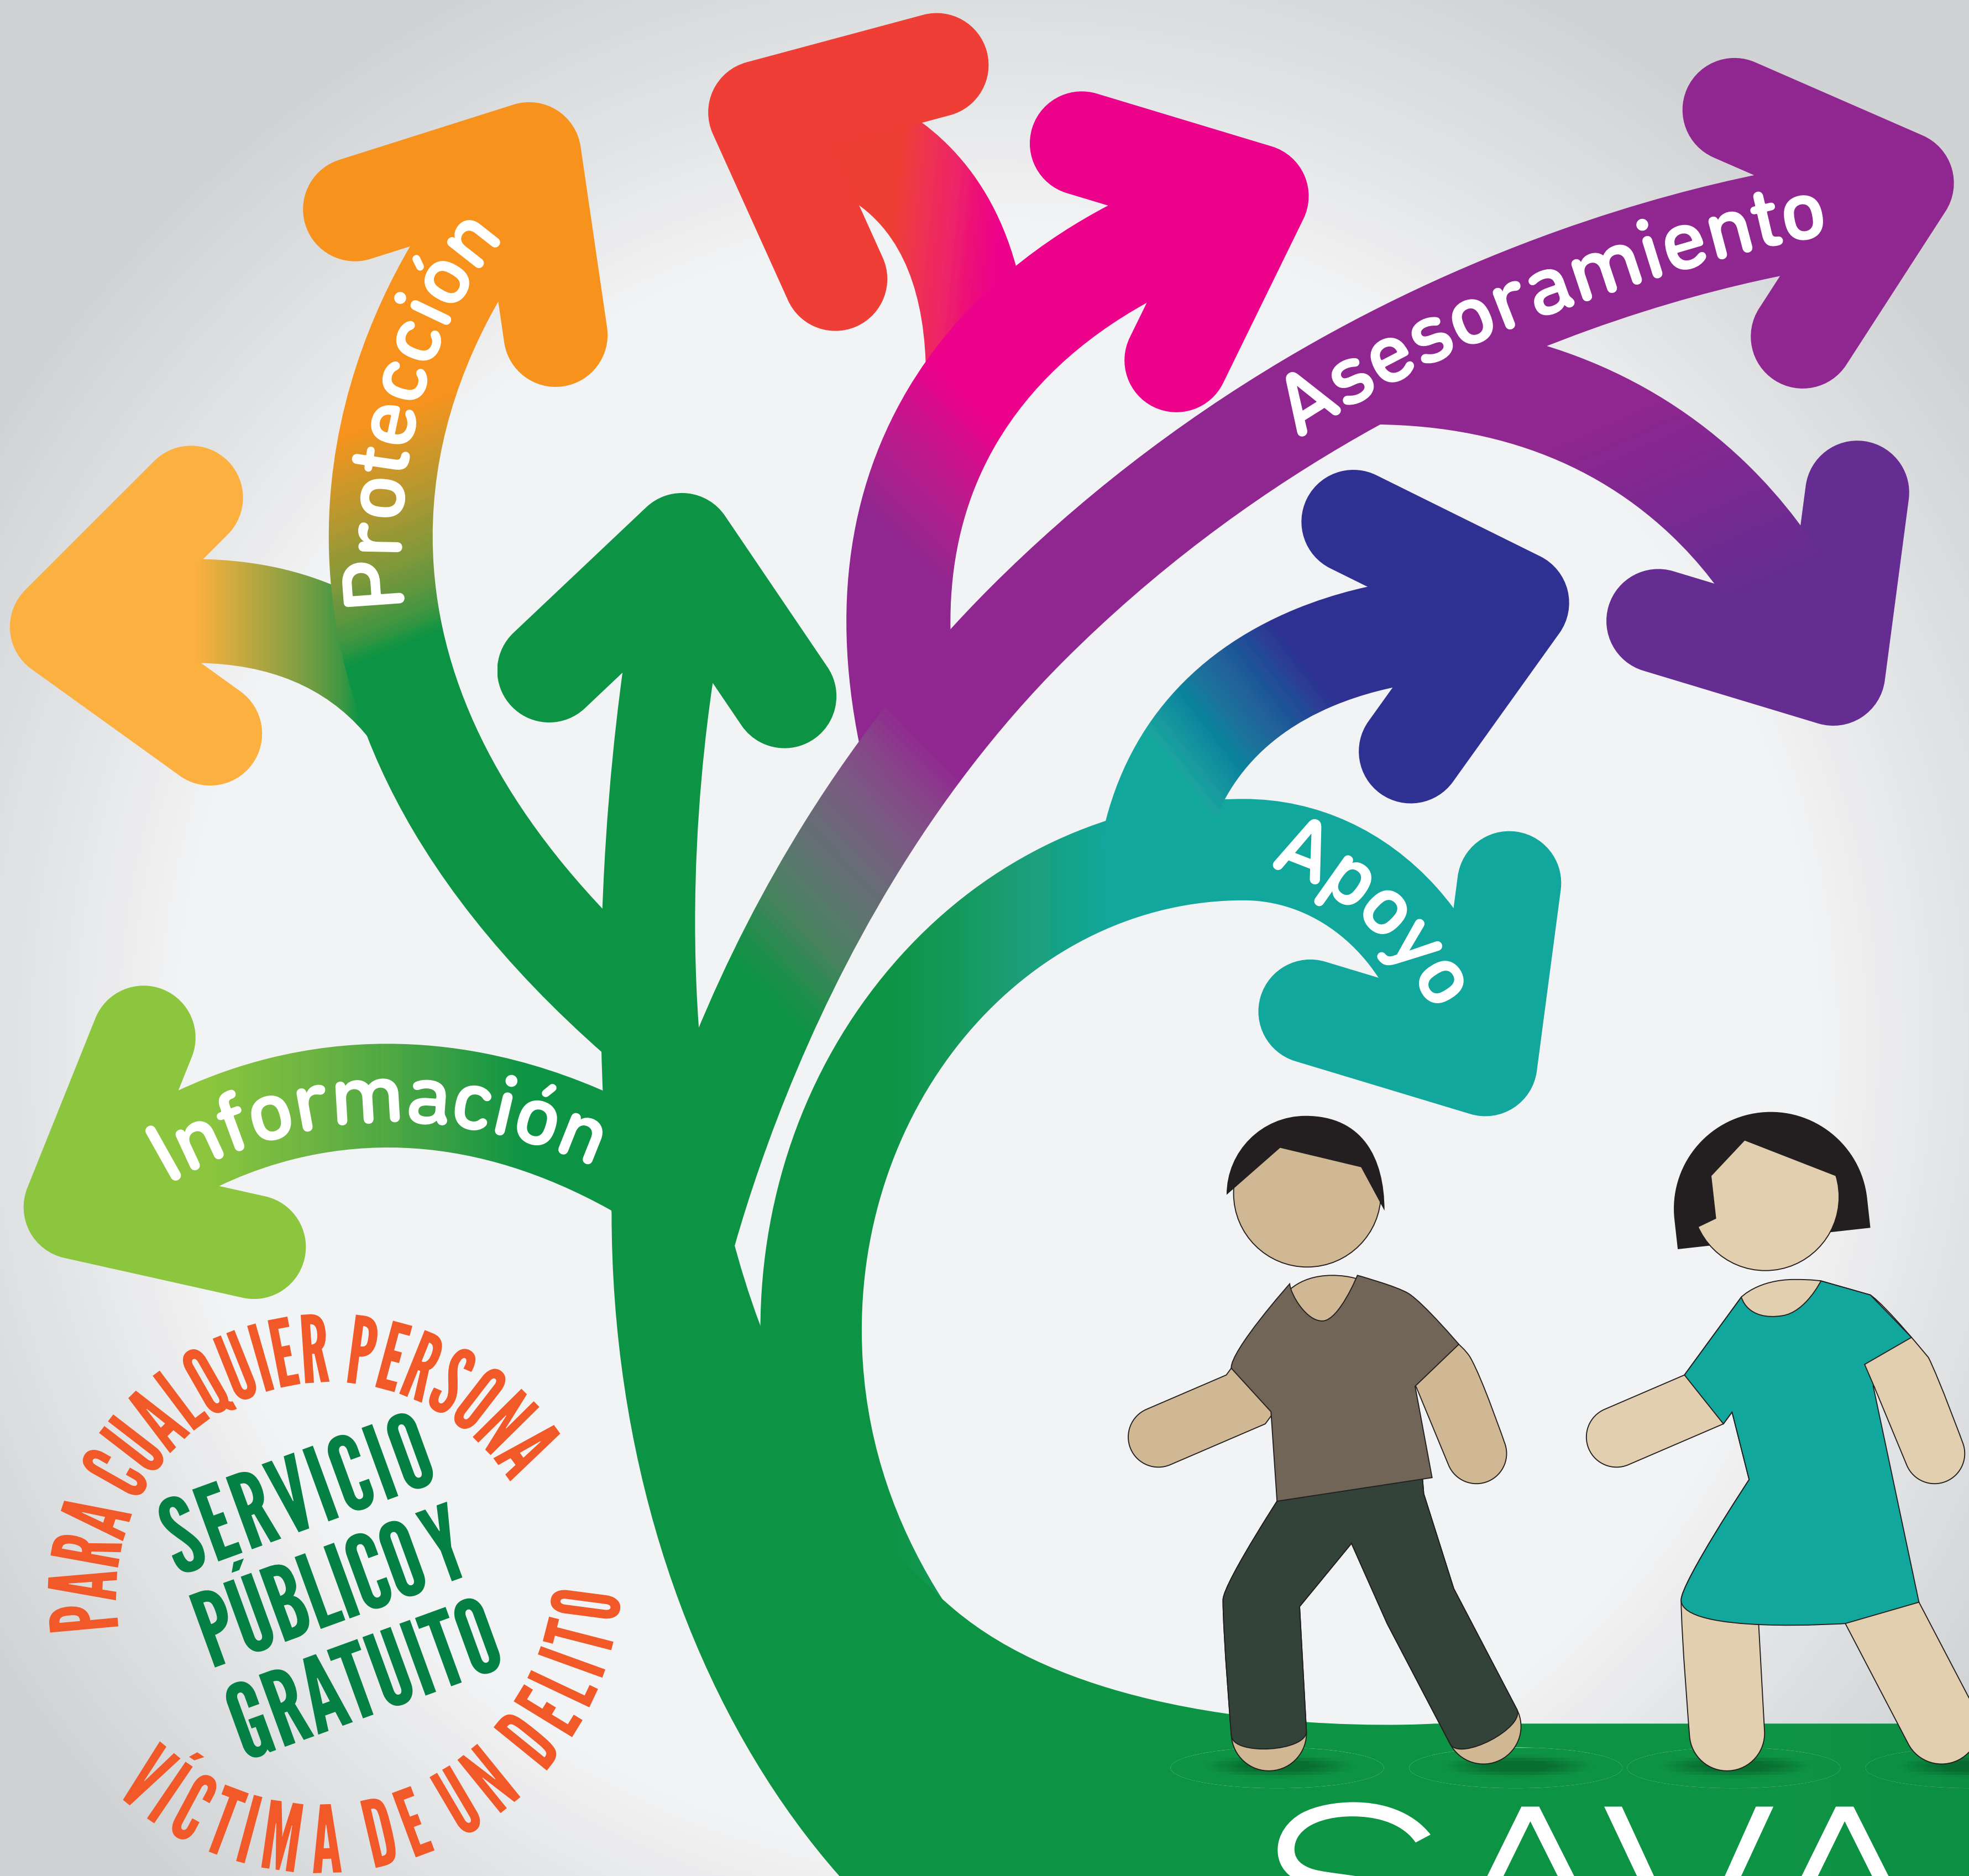 Protección
Asesoramiento
Apoyo
Información
PARA CUALQUIER PERSONA
SERVICIO
PÚBLICO Y
GRATUITO
VÍCTIMA DE UN DELITO
SAVA